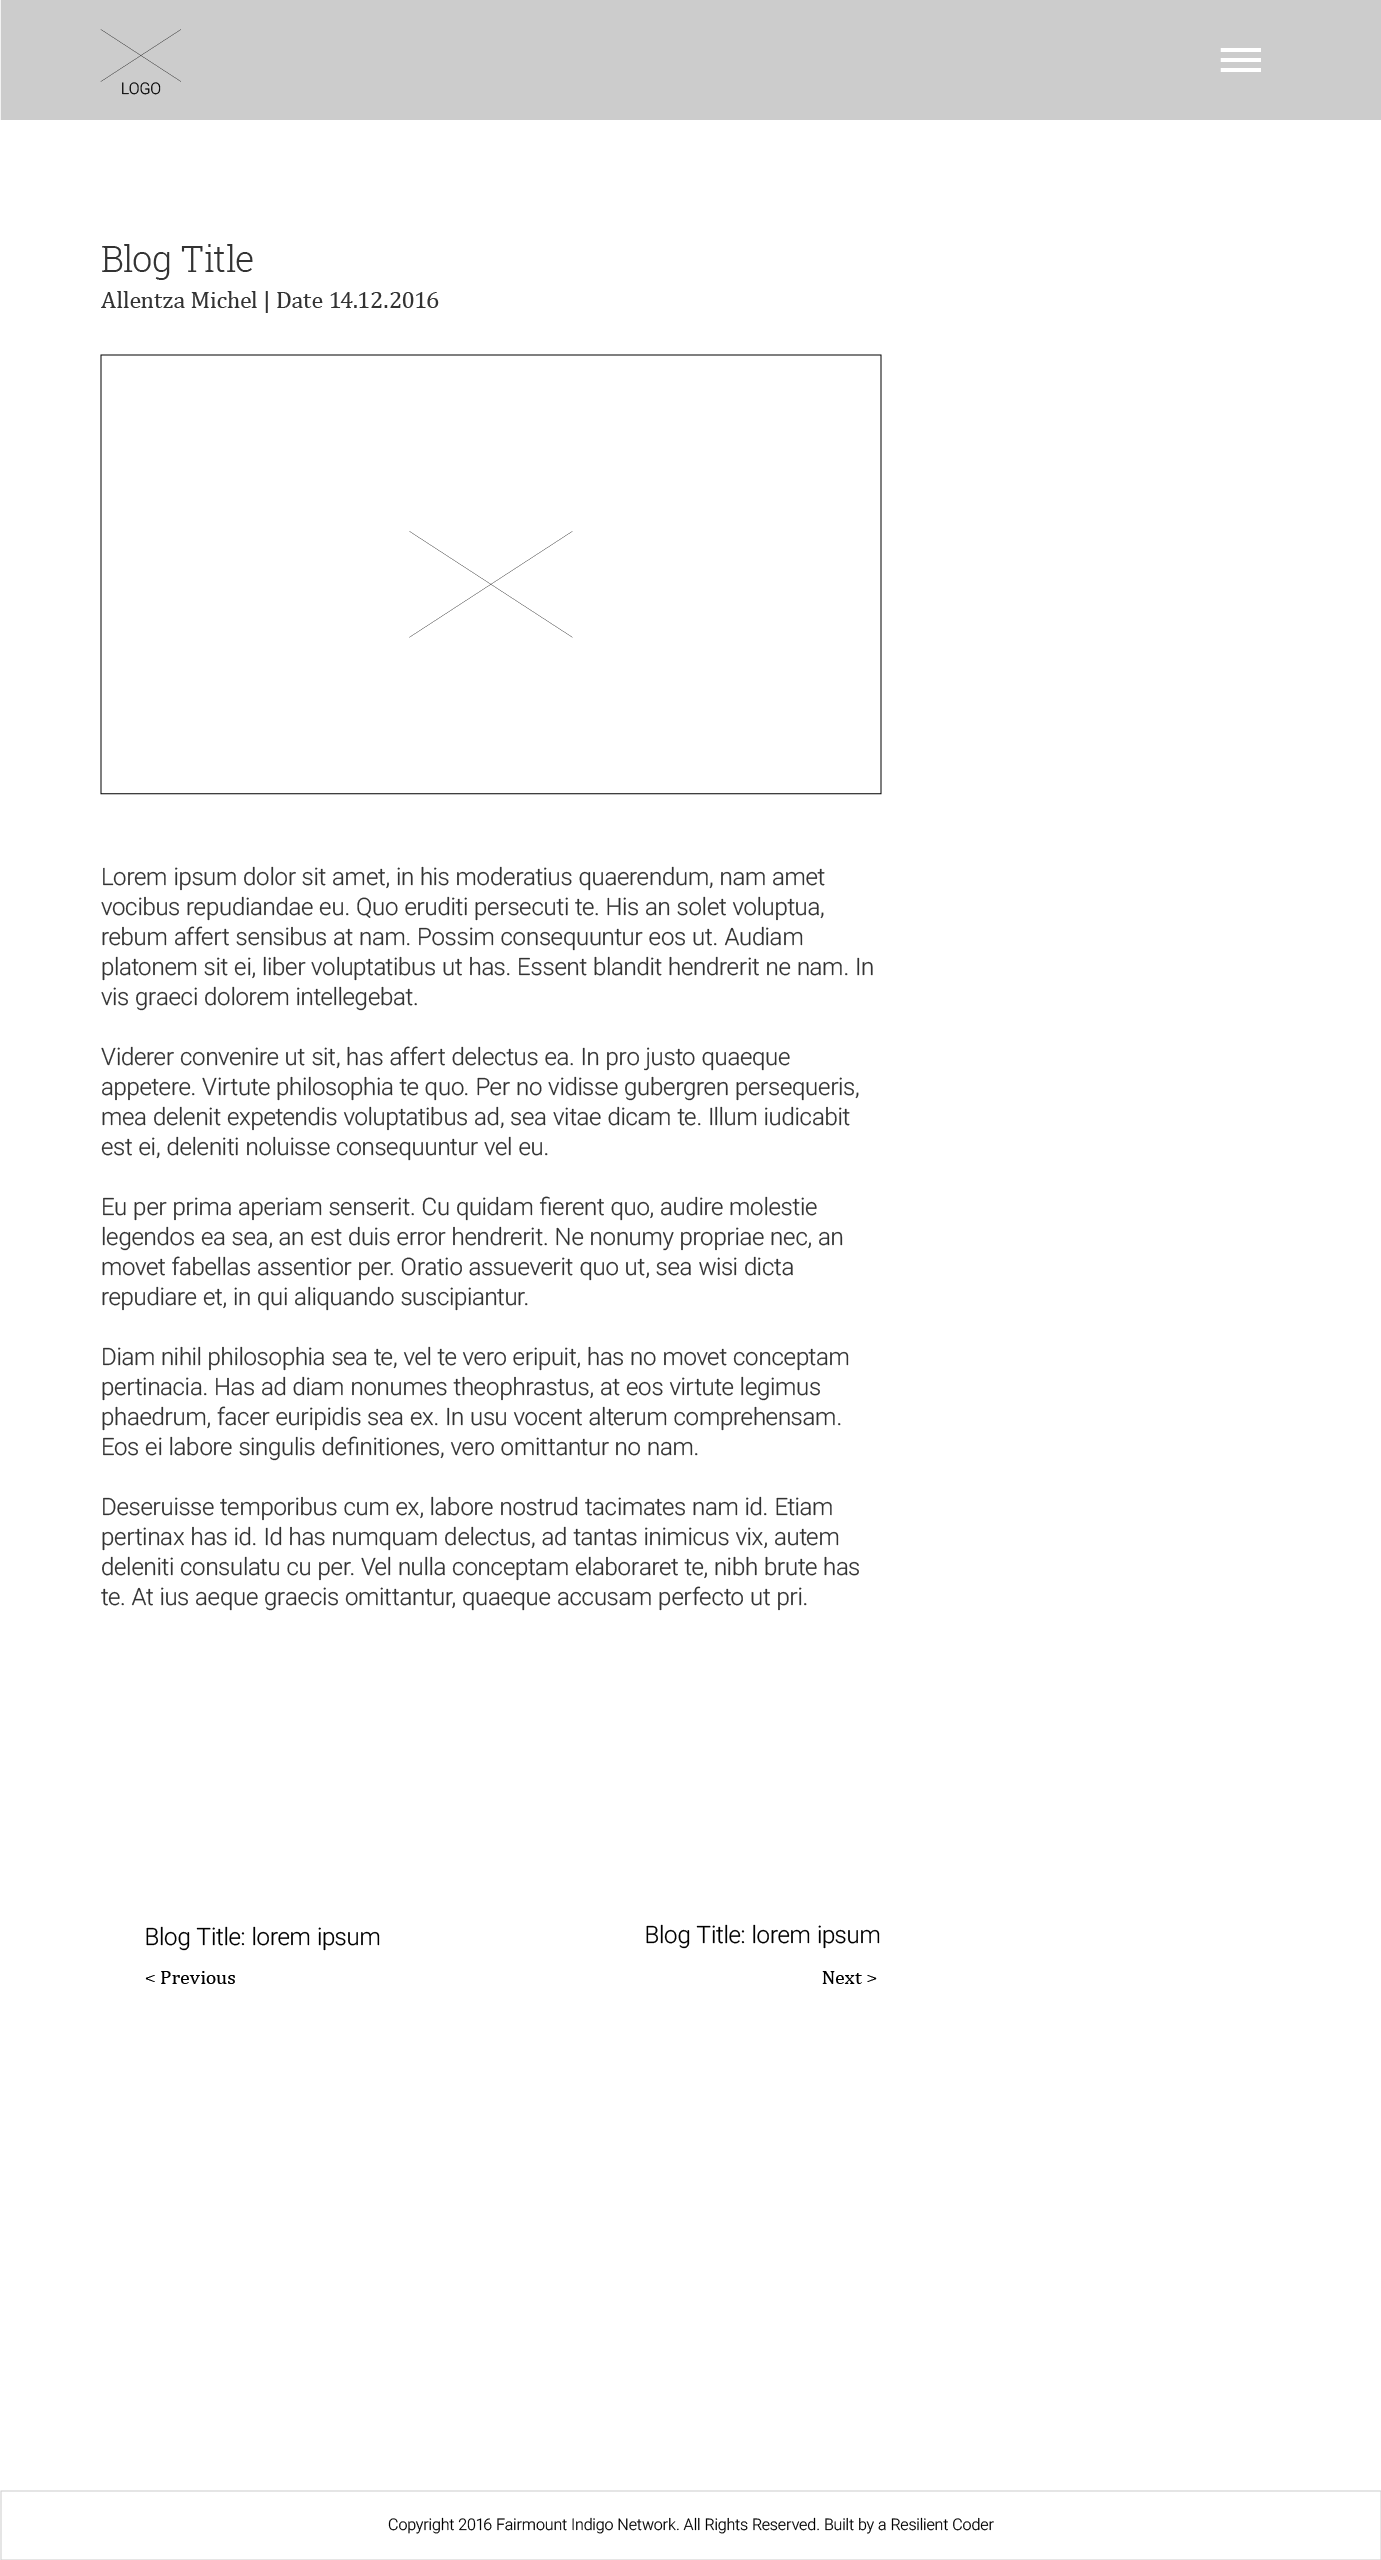 LOGO
Blog Title
Allentza Michel | Date 14.12.2016
Lorem ipsum dolor sit amet, in his moderatius quaerendum, nam amet
vocibus repudiandae eu. Quo eruditi persecuti te. His an solet voluptua,
rebum affert sensibus at nam. Possim consequuntur eos ut. Audiam
platonem sit ei, liber voluptatibus ut has. Essent blandit hendrerit ne nam. In
vis graeci dolorem intellegebat.
Viderer convenire ut sit, has affert delectus ea. In pro justo quaeque
appetere. Virtute philosophia te quo. Per no vidisse gubergren persequeris,
mea delenit expetendis voluptatibus ad, sea vitae dicam te. Illum iudicabit
est ei, deleniti noluisse consequuntur vel eu.
Eu per prima aperiam senserit. Cu quidam fierent quo, audire molestie
legendos ea sea, an est duis error hendrerit. Ne nonumy propriae nec, an
movet fabellas assentior per. Oratio assueverit quo ut, sea wisi dicta
repudiare et, in qui aliquando suscipiantur.
Diam nihil philosophia sea te, vel te vero eripuit, has no movet conceptam
pertinacia. Has ad diam nonumes theophrastus, at eos virtute legimus
phaedrum, facer euripidis sea ex. In usu vocent alterum comprehensam.
Eos ei labore singulis definitiones, vero omittantur no nam.
Deseruisse temporibus cum ex, labore nostrud tacimates nam id. Etiam
pertinax has id. Id has numquam delectus, ad tantas inimicus vix, autem
deleniti consulatu cu per. Vel nulla conceptam elaboraret te, nibh brute has
te. At ius aeque graecis omittantur, quaeque accusam perfecto ut pri.
Blog Title: lorem ipsum
< Previous
Blog Title: lorem ipsum
Next >
Copyright 2016 Fairmount Indigo Network. All Rights Reserved. Built by a Resilient Coder